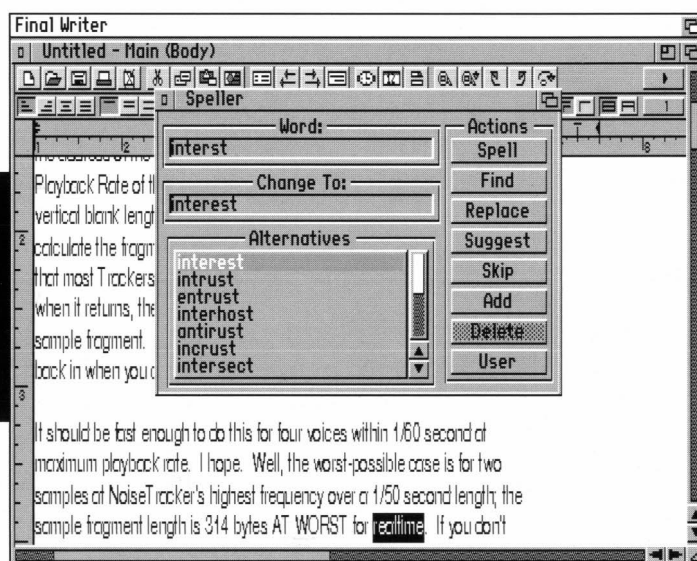 Final Writer
Untitled - Main (Body)
Speller
1
Word:
interst
Change To:
interest
Alternatives
interest
intrust
entrust
interhost
antirust
incrust
intersect
Actions
Spell
Find
Replace
Suggest
Skip
Add
Delete
User
2
8
2
3
Playback Rate of
vertical blank
calculate the
that most Trackers
when it returns, the
sample fragment.
back in when you
It should be fast enough to do this for four voices within 1/60 second at
maximum playback rate. I hope. Well, the worst-possible case is for two
samples at NoiseTracker's highest frequency over a 1/50 second length; the
sample fragment length is 314 bytes AT WORST for realtime. If you don't